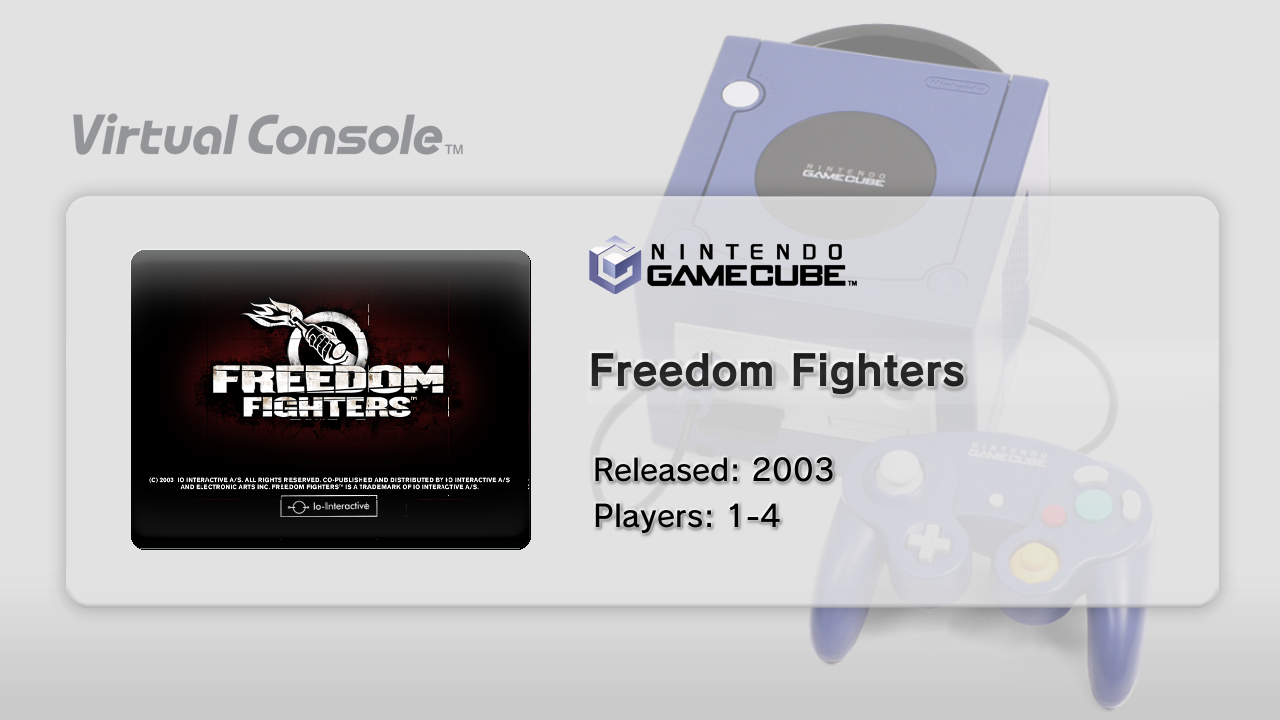 Nintendo
NINTENDO
GAMECUBE
Virtual Console™
NINTENDO
GAMECUBE™
FREEDOM
FIGHTERS™
Freedom Fighters
NINTENDO
GAMECUBE
Released: 2003
(C) 2003 IO INTERACTIVE A/S. ALL RIGHTS RESERVED. CO-PUBLISHED AND DISTRIBUTED BY IO INTERACTIVE A/S
AND ELECTRONIC ARTS INC. FREEDOM FIGHTERS™ IS A TRADEMARK OF IO INTERACTIVE A/S.
Io-Interactive
Players: 1-4